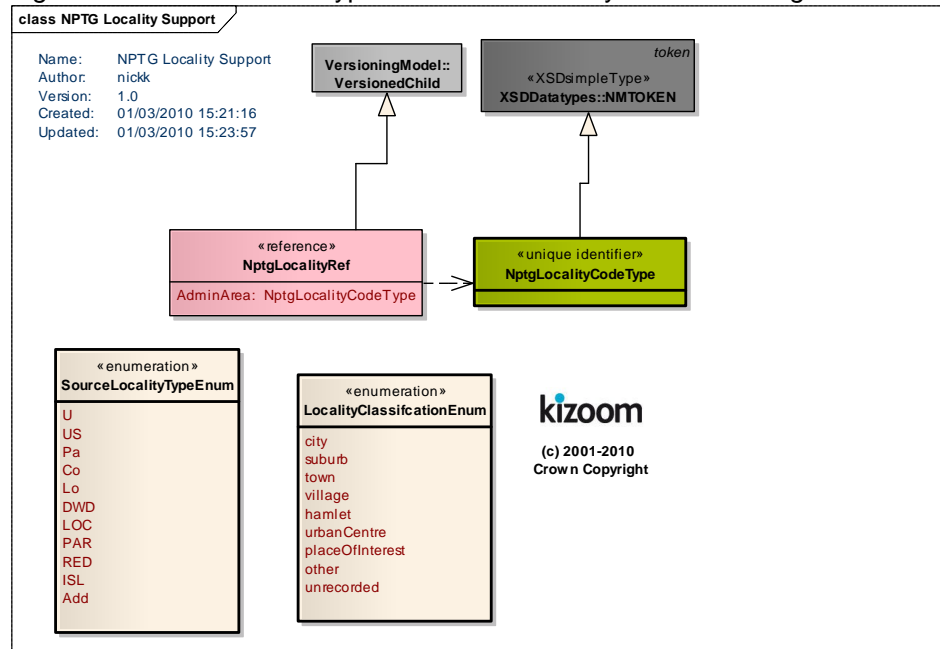 class NPTG Locality Support
Name: NPTG Locality Support
Author: nickk
Version: 1.0
Created: 01/03/2010 15:21:16
Updated: 01/03/2010 15:23:57
VersioningModel::
VersionedChild
token
«XSDsimpleType»
XSDDatatypes::NMTOKEN
«reference»
NptgLocalityRef
AdminArea: NptgLocalityCodeType
«unique identifier»
NptgLocalityCodeType
«enumeration»
SourceLocalityTypeEnum
U
US
Pa
Co
Lo
DWD
LOC
PAR
RED
ISL
Add
«enumeration»
LocalityClassifcationEnum
city
suburb
town
village
hamlet
urbanCentre
placeOfInterest
other
unrecorded
kizoom
(c) 2001-2010
Crown Copyright